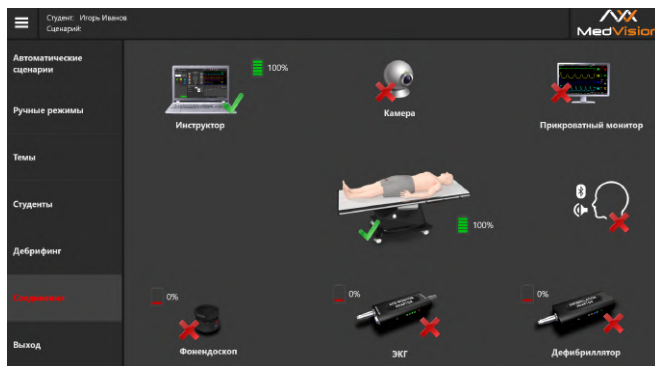 Студент: Игорь Иванов
Сценарий:
MedVision
Автоматические
сценарии
100%
Инструктор
Камера
Прикроватный монитор
Ручные режимы
Темы
Студенты
100%
Дебрифинг
Соединение
0%
0%
0%
Фонендоскоп
ЭКГ
Дефибриллятор
Выход